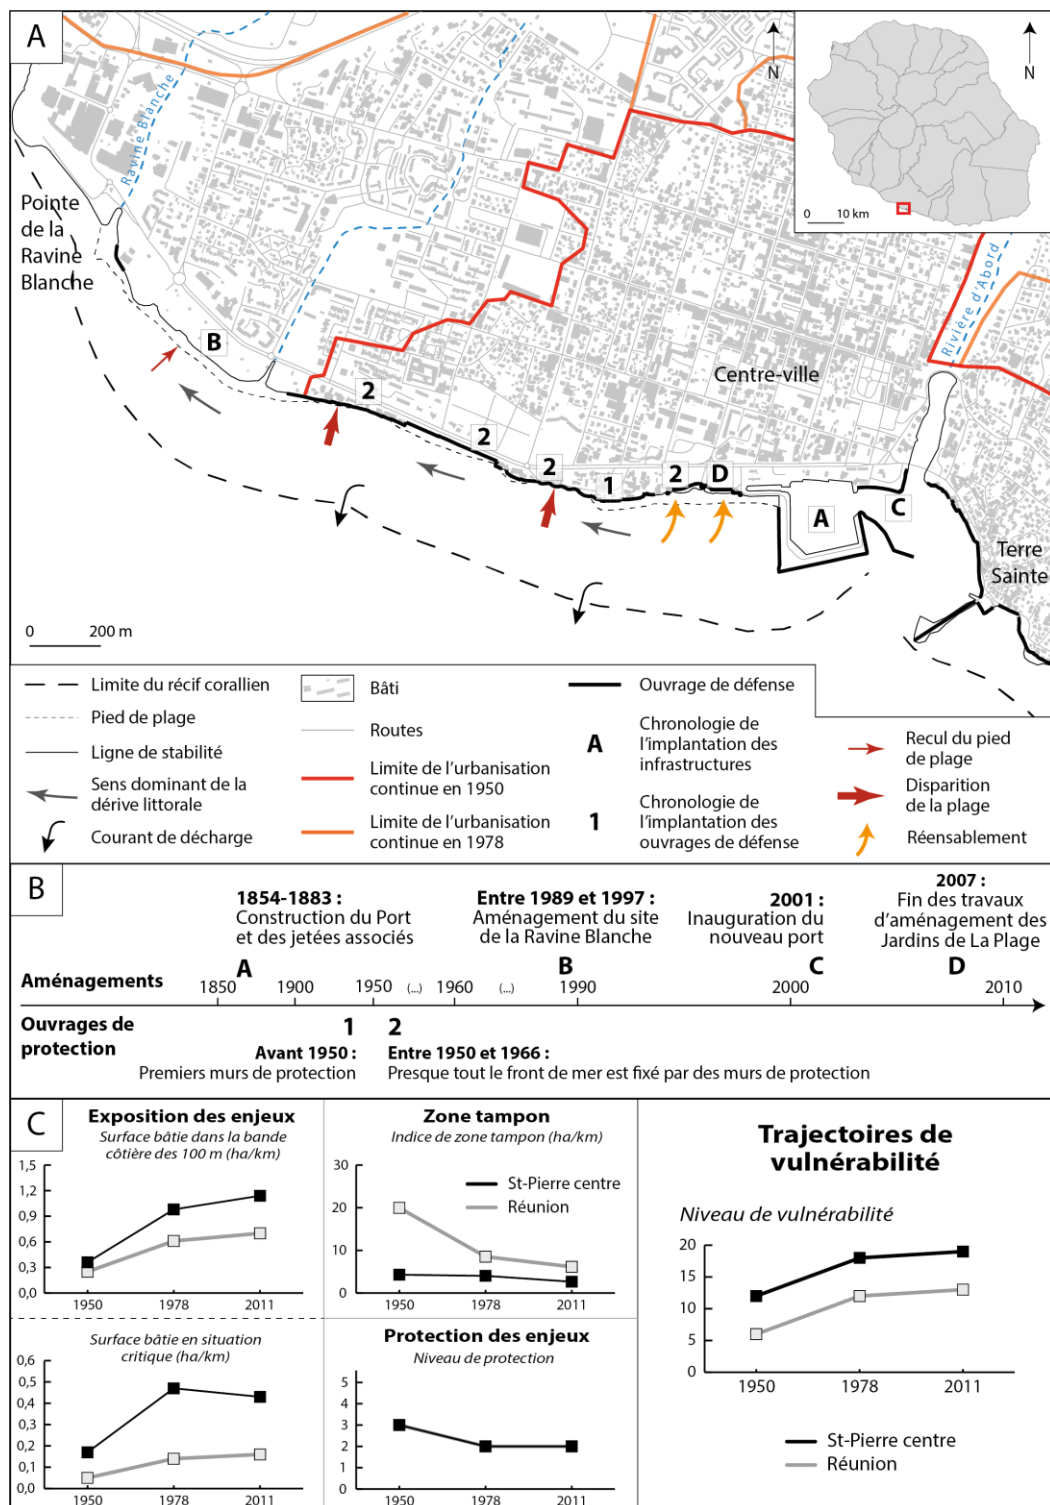 A
N
N
0 10 km
Ravine Blanche
Pointe
de la
Ravine
Blanche
B
2
2
2
1
2
D
A
C
Centre-ville
Rivière d'Abord
Terre
Sainte
0 200 m
Limite du récif corallien
Pied de plage
Ligne de stabilité
Sens dominant de la
dérive littorale
Courant de décharge
Bâti
Routes
Limite de l'urbanisation
continue en 1950
Limite de l'urbanisation
continue en 1978
Ouvrage de défense
A
Chronologie de
l'implantation des
infrastructures
1
Chronologie de
l'implantation des
ouvrages de défense
Recul du pied
de plage
Disparition
de la plage
Réensablement
B
1854-1883 :
Construction du Port
et des jetées associés
Entre 1989 et 1997 :
Aménagement du site
de la Ravine Blanche
2001 :
Inauguration du
nouveau port
2007 :
Fin des travaux
d'aménagement des
Jardins de La Plage
Aménagements
A B C D
1850 1900 1950 (...) 1960 (...) 1990 2000 2010
Ouvrages de
protection
1 2
Avant 1950 :
Premiers murs de protection
Entre 1950 et 1966 :
Presque tout le front de mer est fixé par des murs de protection
C
Exposition des enjeux
Surface bâtie dans la bande
côtière des 100 m (ha/km)
1,5
1,2
0,9
0,6
0,3
0,0
1950 1978 2011
Zone tampon
Indice de zone tampon (ha/km)
30
20
10
0
St-Pierre centre
Réunion
1950 1978 2011
Surface bâtie en situation
critique (ha/km)
0,6
0,5
0,4
0,3
0,2
0,1
0,0
1950 1978 2011
Protection des enjeux
Niveau de protection
5
4
3
2
1
0
1950 1978 2011
Trajectoires de
vulnérabilité
Niveau de vulnérabilité
20
15
10
5
0
1950 1978 2011
St-Pierre centre
Réunion